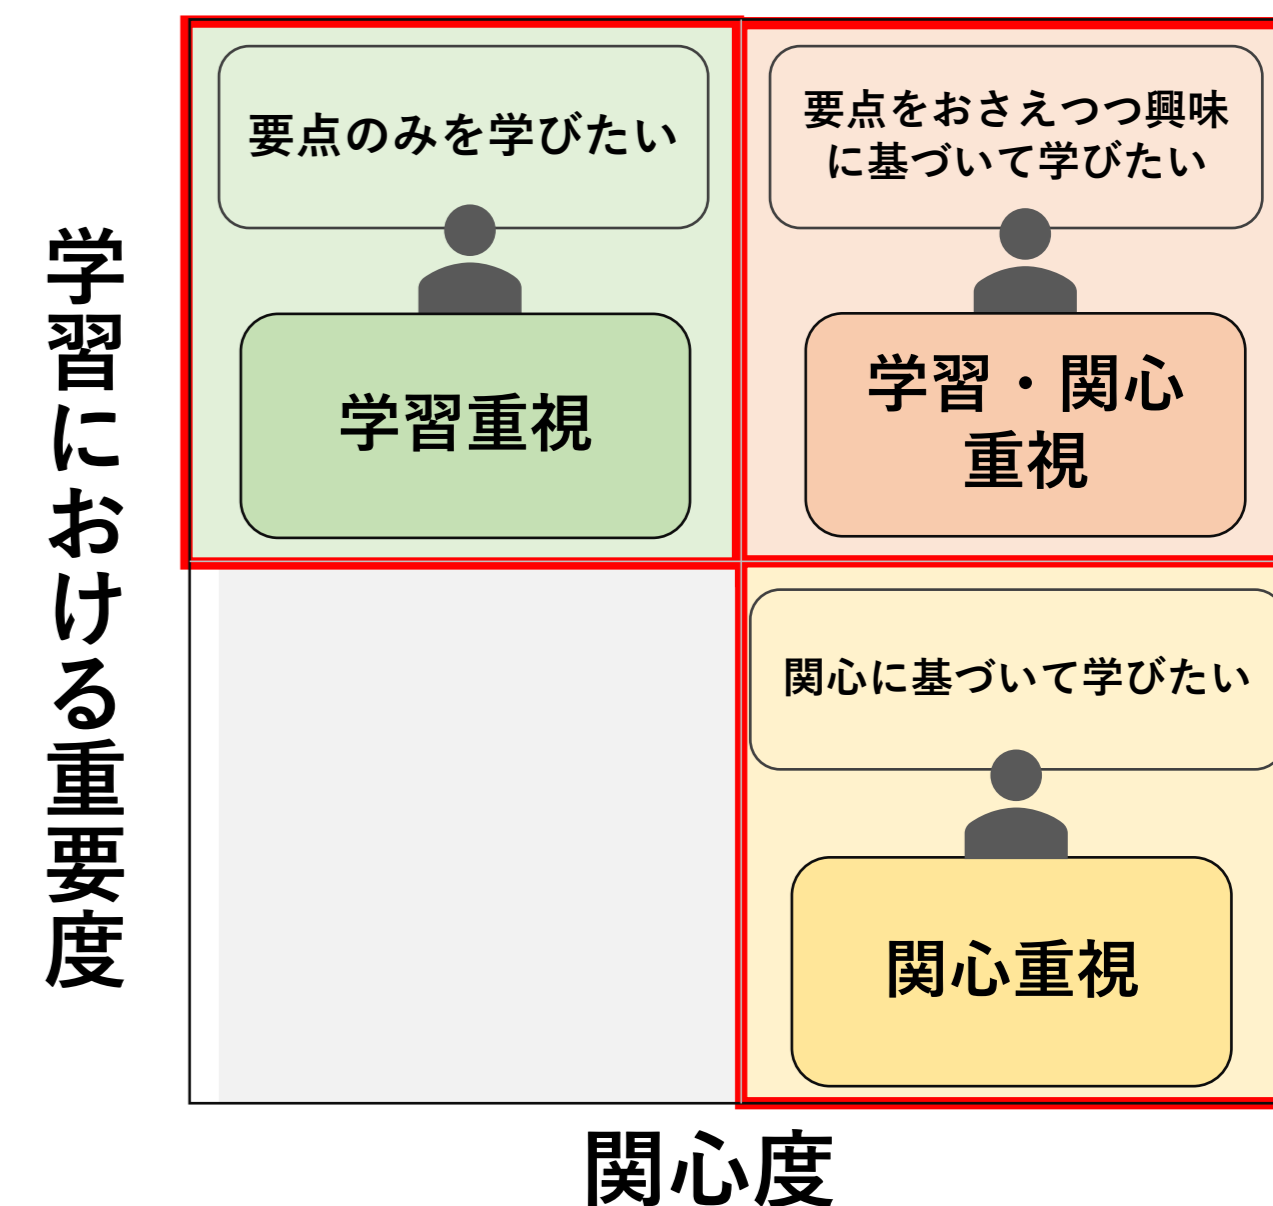 学習における重要度
要点のみを学びたい
学習重視
要点をおさえつつ興味
に基づいて学びたい
学習・関心
重視
関心に基づいて学びたい
関心重視
関心度